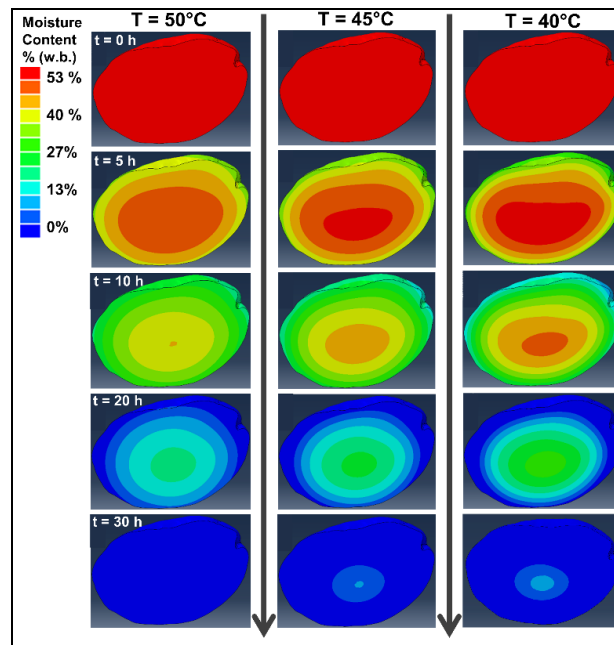 Moisture
Content
% (w.b.)
53 %
40 %
27%
13%
0%
T = 50°C
T = 45°C
T = 40°C
t = 0 h
t = 5 h
t = 10 h
t = 20 h
t = 30 h